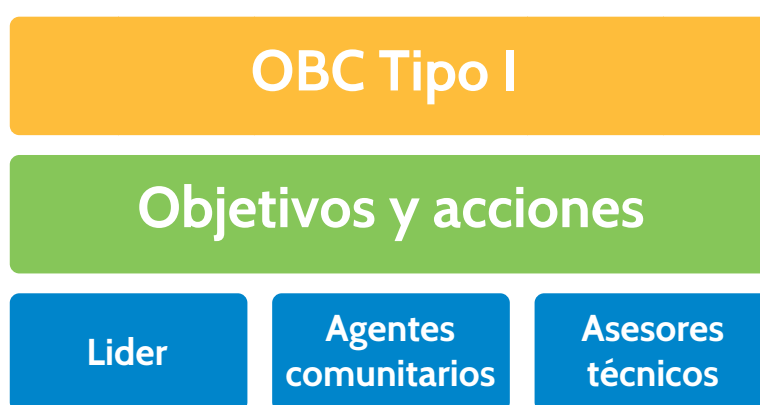 OBC Tipo I
Objetivos y acciones
Lider
Agentes
comunitarios
Asesores
técnicos